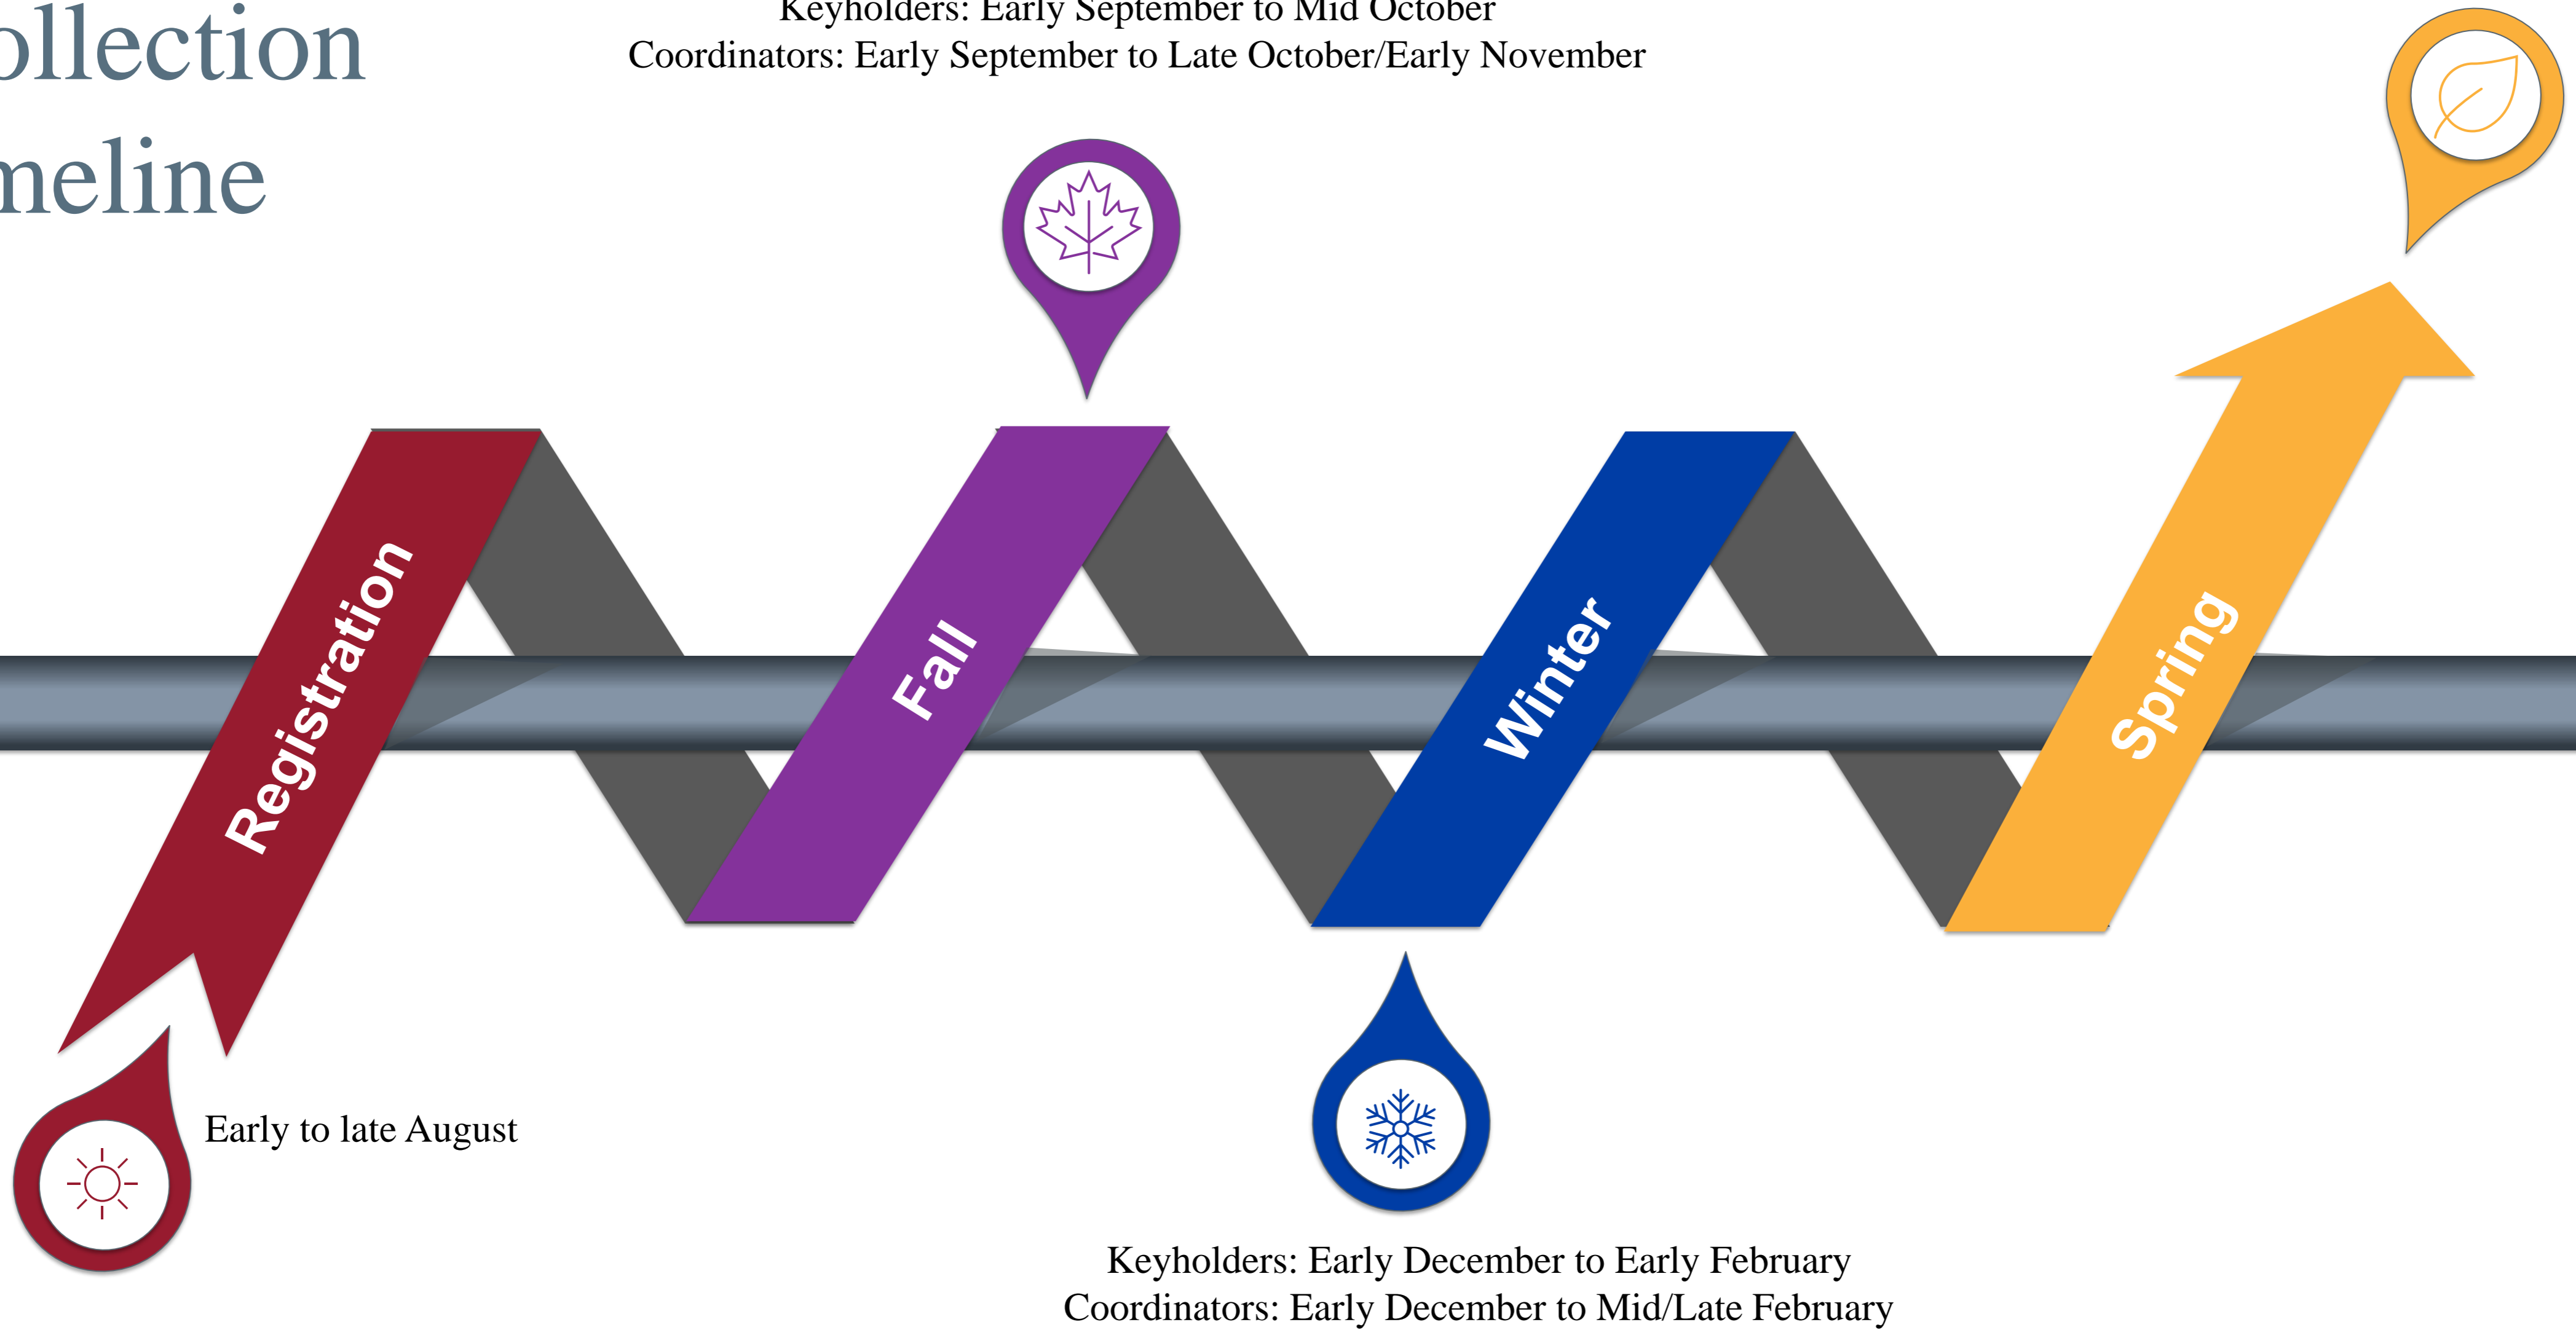 ollection
meline
Keyholders: Early September to Mid October
Coordinators: Early September to Late October/Early November
Registration
Fall
Winter
Spring
Early to late August
Keyholders: Early December to Early February
Coordinators: Early December to Mid/Late February